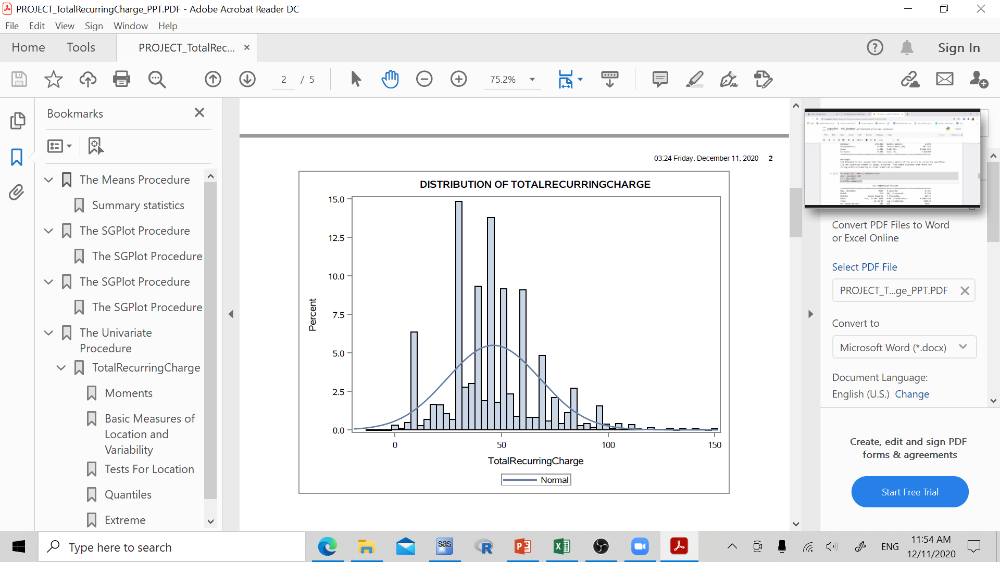 PROJECT_TotalRecurringCharge_PPT.PDF - Adobe Acrobat Reader DC
File Edit View Sign Window Help
Home Tools PROJECT_TotalRec... × Sign In
2 / 5 75.2%
Bookmarks
The Means Procedure
Summary statistics
The SGPlot Procedure
The SGPlot Procedure
The SGPlot Procedure
The SGPlot Procedure
The Univariate
Procedure
TotalRecurringCharge
Moments
Basic Measures of
Location and
Variability
Tests For Location
Quantiles
Extreme
03:24 Friday, December 11, 2020 2
DISTRIBUTION OF TOTALRECURRINGCHARGE
15.0
12.5
10.0
7.5
5.0
2.5
0.0
Percent
0 50 100 150
TotalRecurringCharge
Normal
jupyter
Convert PDF Files to Word
or Excel Online
Select PDF File
PROJECT_T...ge_PPT.PDF
Convert to
Microsoft Word (*.docx)
Document Language:
English (U.S.) Change
Create, edit and sign PDF
forms & agreements
Start Free Trial
Type here to search
sas
ENG
11:54 AM
12/11/2020